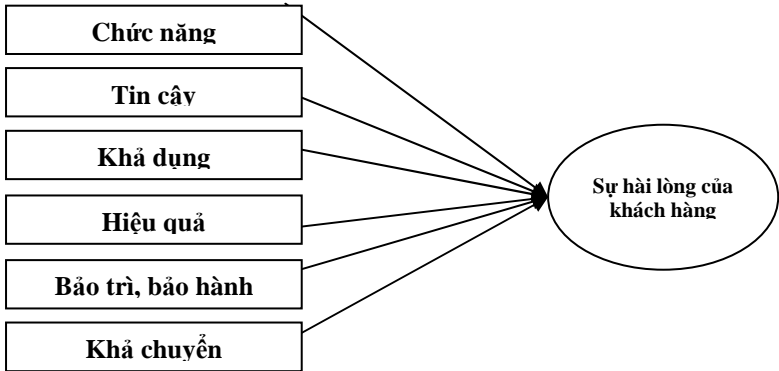 Chức năng
Tin cậy
Khả dụng
Hiệu quả
Bảo trì, bảo hành
Khả chuyển
Sự hài lòng của
khách hàng